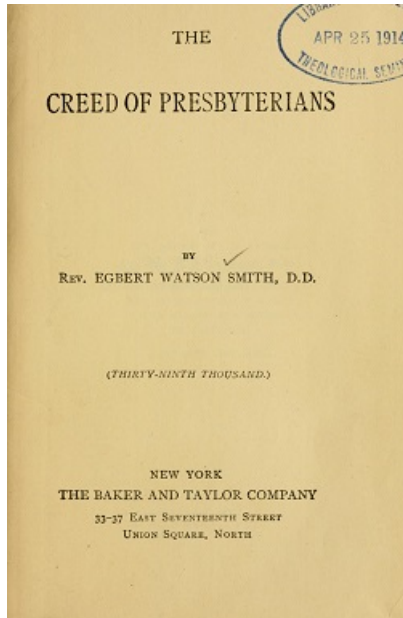 THE
APR 25 1914
THEOLOGICAL
CREED OF PRESBYTERIANS
BY
REV. EGBERT WATSON SMITH, D.D.
(THIRTY-NINTH THOUSAND.)
NEW YORK
THE BAKER AND TAYLOR COMPANY
33-37 EAST SEVENTEENTH STREET
UNION SQUARE, NORTH